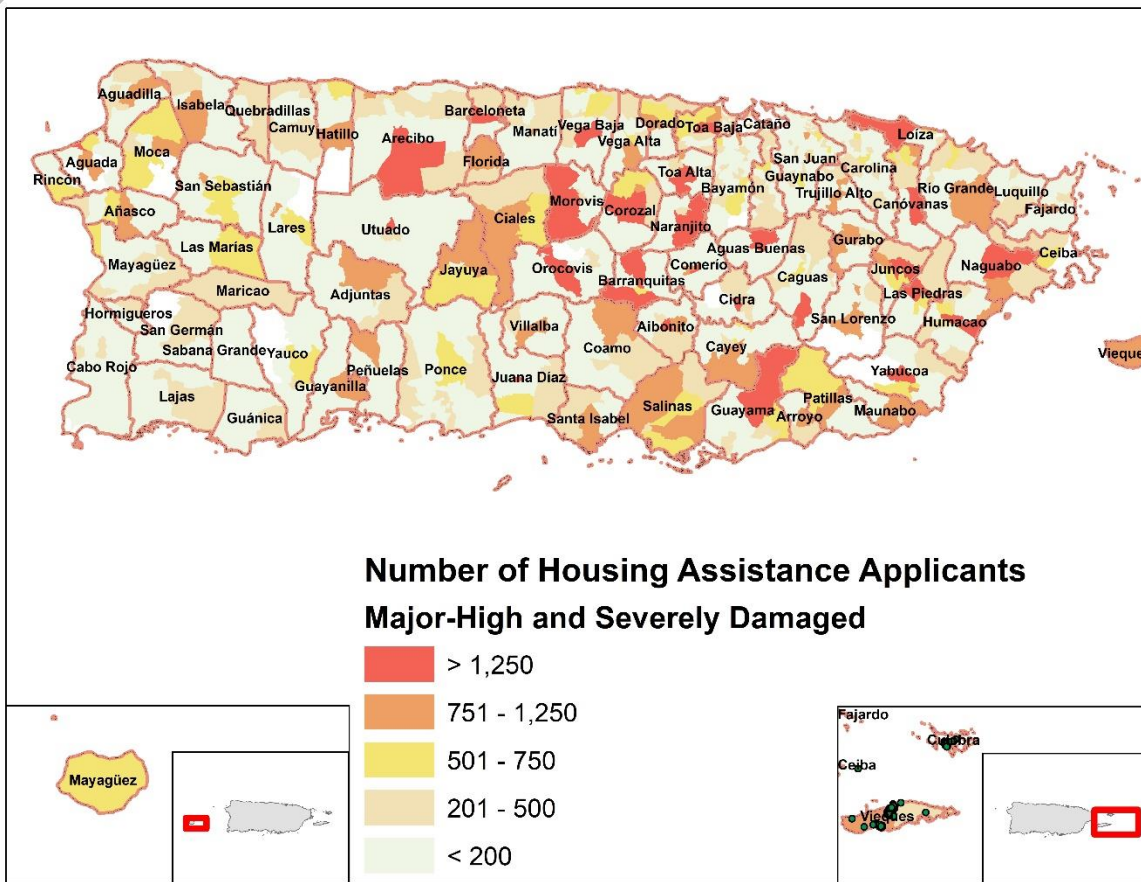 Aguadilla
Isabela
Quebradillas
Camuy
Hatillo
Arecibo
Barceloneta
Manatí
Florida
Vega Baja
Vega Alta
Dorado
Toa Baja
Cataño
Loíza
Aguada
Rincón
Moca
San Sebastián
Lares
Utuado
Ciales
Morovis
Corozal
Toa Alta
Naranjito
Bayamón
San Juan
Guaynabo
Trujillo Alto
Carolina
Canóvanas
Río Grande
Luquillo
Fajardo
Añasco
Las Marías
Mayagüez
Maricao
Adjuntas
Jayuya
Orocovis
Barranquitas
Comerío
Aguas Buenas
Cidra
Caguas
Gurabo
Juncos
Las Piedras
Naguabo
Ceiba
Hormigueros
San Germán
Sabana Grande
Cabo Rojo
Yauco
Guayanilla
Peñuelas
Ponce
Villalba
Juana Díaz
Coamo
Aibonito
Cayey
San Lorenzo
Humacao
Yabucoa
Vieque
Lajas
Guánica
Santa Isabel
Salinas
Guayama
Arroyo
Patillas
Maunabo
Number of Housing Assistance Applicants
Major-High and Severely Damaged
> 1,250
751 - 1,250
501 - 750
201 - 500
< 200
Mayagüez
Fajardo
Ceiba
Vieques